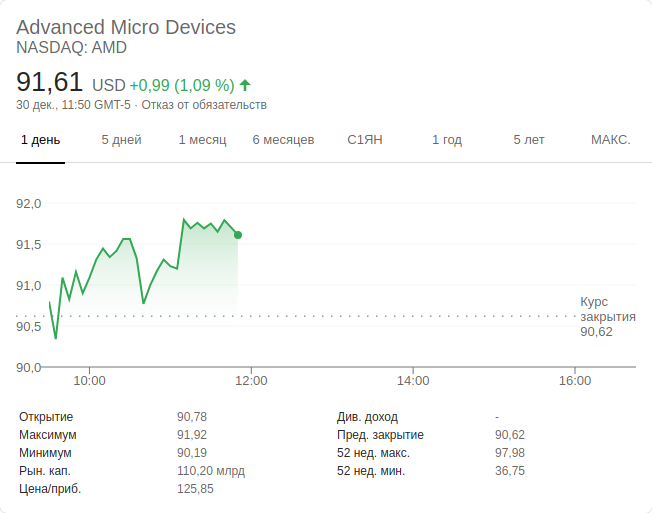 Advanced Micro Devices
NASDAQ: AMD
91,61 USD +0,99 (1,09 %)
30 дек., 11:50 GMT-5 · Отказ от обязательств
1 день 5 дней 1 месяц 6 месяцев С1ЯН 1 год 5 лет МАКС.
92,0
91,5
91,0
90,5
90,0
Курс
закрытия
90,62
10:00 12:00 14:00 16:00
Открытие 90,78 Див. доход -
Максимум 91,92 Пред. закрытие 90,62
Минимум 90,19 52 нед. макс. 97,98
Рын. кап. 110,20 млрд 52 нед. мин. 36,75
Цена/приб. 125,85